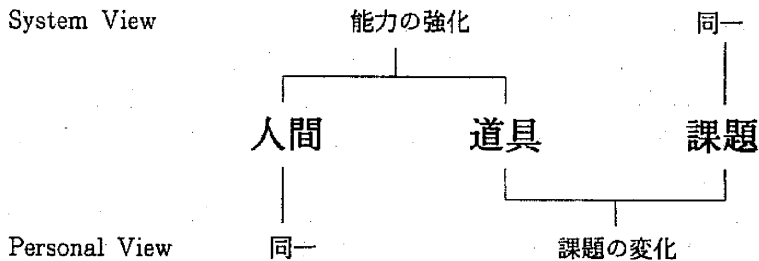 System View 能力の強化 同一
人間 道具 課題
Personal View 同一 課題の変化